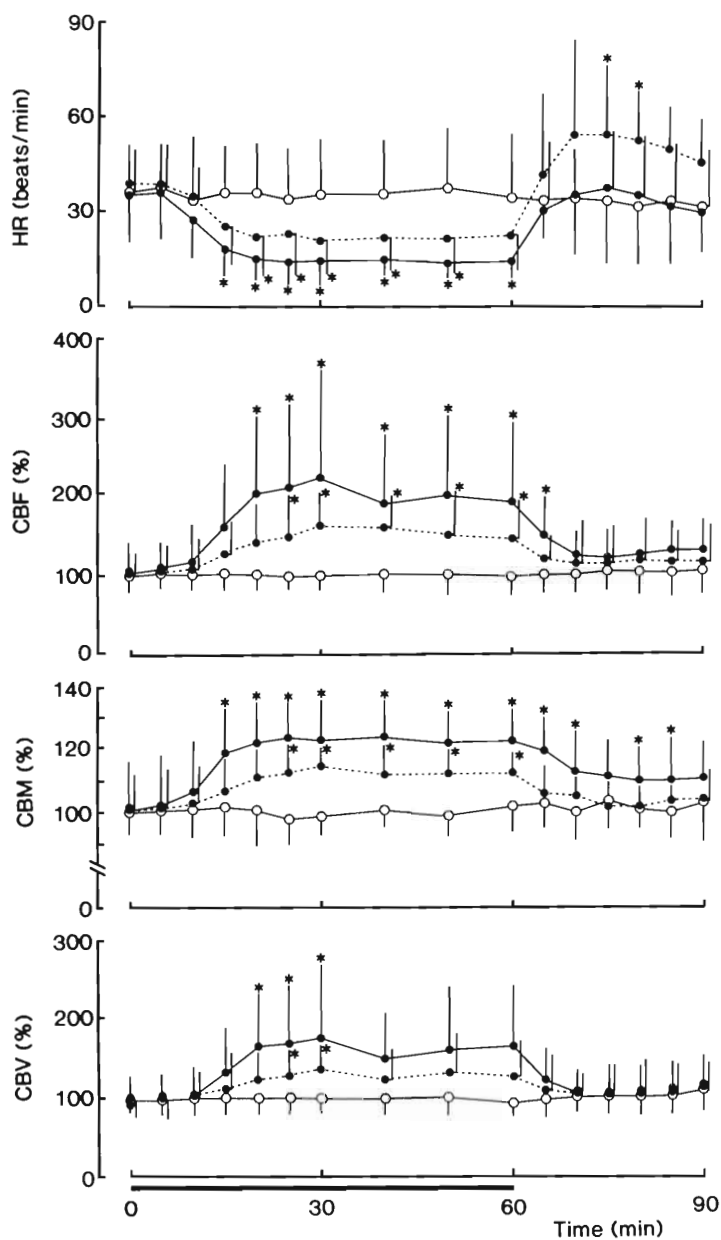 90
60
30
0
HR (beats/min)
* * * * * * * * * * * * *
400
300
200
100
0
CBF (%)
* * * * * * * * * * * * *
140
120
100
0
CBM (%)
* * * * * * * * * * * * * * * *
300
200
100
0
CBV (%)
* * * * *
0 30 60 90
Time (min)